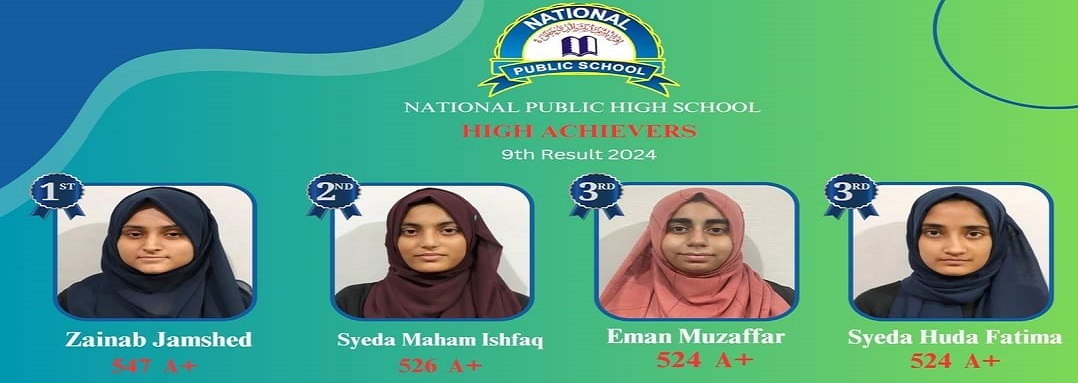 NATIONAL
PUBLIC SCHOOL
NATIONAL PUBLIC HIGH SCHOOL
HIGH ACHIEVERS
9th Result 2024
1ST
2ND
3RD
3RD
Zainab Jamshed
Syeda Maham Ishfaq
Eman Muzaffar
Syeda Huda Fatima
547 A+
526 A+
524 A+
524 A+